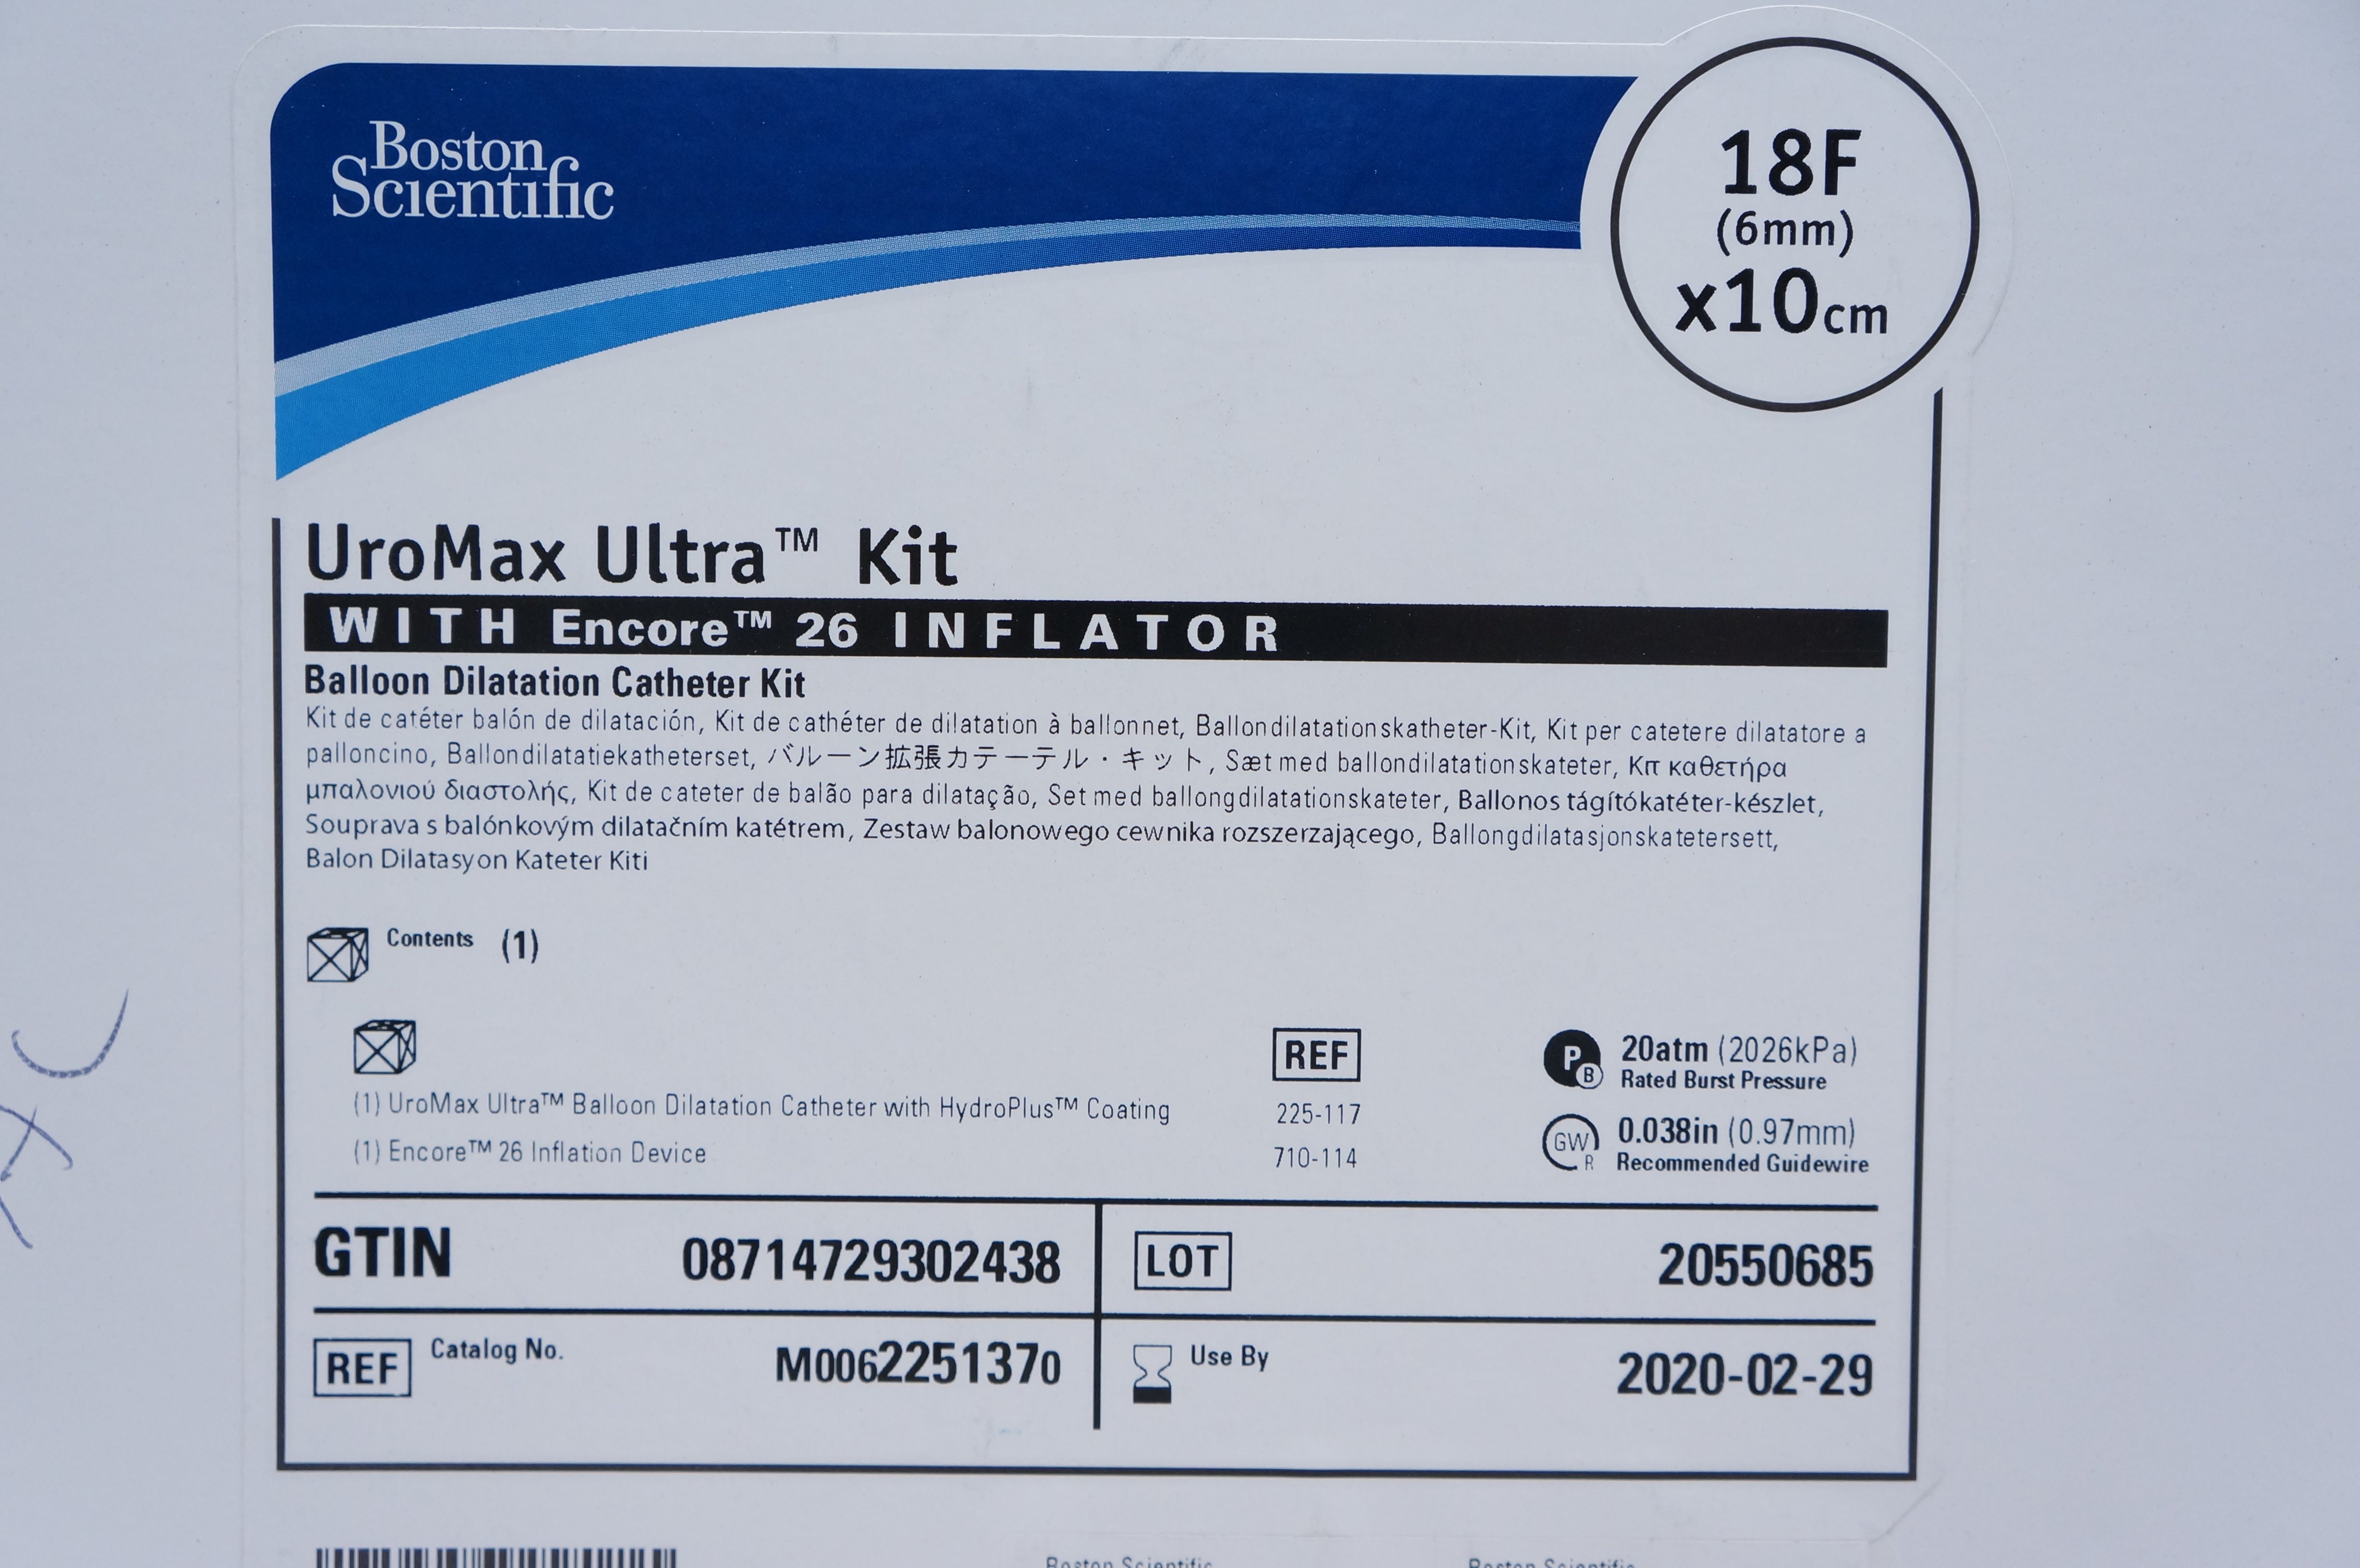 Boston
Scientific
18F
(6mm)
x10cm
UroMax Ultra™ Kit
WITH Encore™ 26 INFLATOR
Balloon Dilatation Catheter Kit
Kit de catéter balón de dilatación, Kit de cathéter de dilatation à ballonnet, Ballondilatationskatheter-Kit, Kit per catetere dilatatore a
palloncino, Ballondilatatiekatheterset, バルーン拡張カテーテル・キット, Sæt med ballondilatationskateter, Κιτ καθετήρα
μπαλονιού διαστολής, Kit de cateter de balão para dilatação, Set med ballongdilatationskateter, Ballonos tágítókatéter-készlet,
Souprava s balónkovým dilatačním katétrem, Zestaw balonowego cewnika rozszerzającego, Ballongdilatasjonskatetersett,
Balon Dilatasyon Kateter Kiti
Contents (1)
REF
(1) UroMax Ultra™ Balloon Dilatation Catheter with HydroPlus™ Coating 225-117
(1) Encore™ 26 Inflation Device 710-114
PB 20atm (2026kPa)
Rated Burst Pressure
GW R 0.038in (0.97mm)
Recommended Guidewire
GTIN 08714729302438
LOT 20550685
REF Catalog No. M0062251370
Use By 2020-02-29
Boston Scientific Boston Scientific